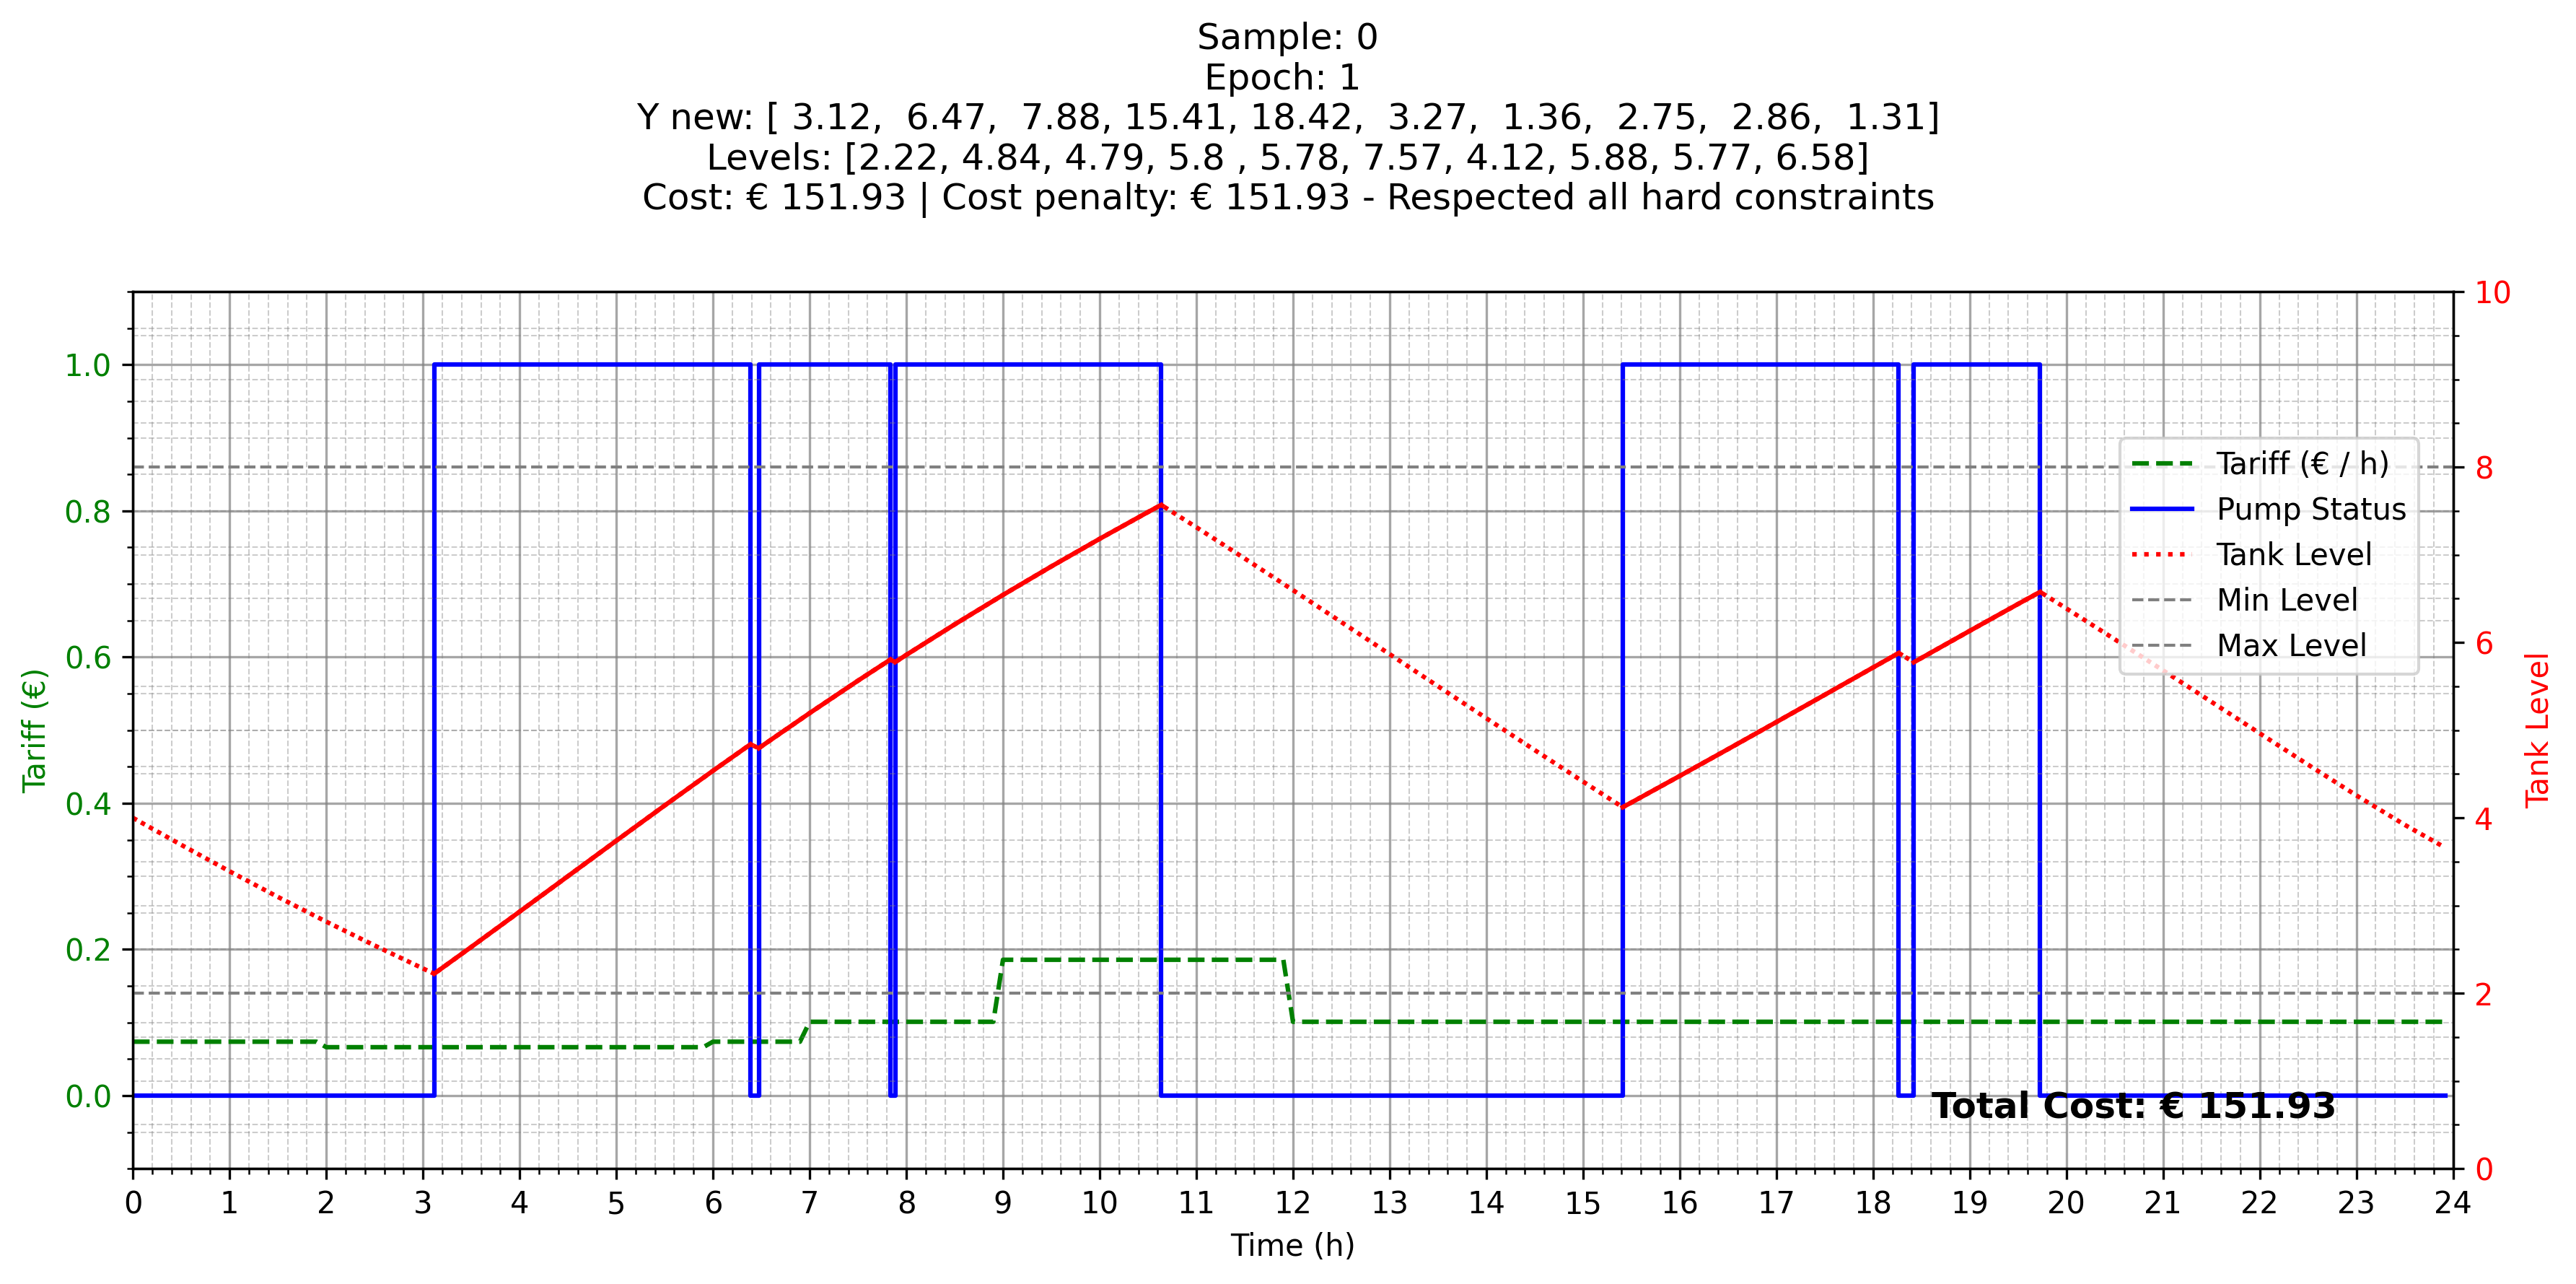 Sample: 0
Epoch: 1
Y new: [ 3.12,  6.47,  7.88, 15.41, 18.42,  3.27,  1.36,  2.75,  2.86,  1.31]
Levels: [2.22, 4.84, 4.79, 5.8 , 5.78, 7.57, 4.12, 5.88, 5.77, 6.58]
Cost: € 151.93 | Cost penalty: € 151.93 - Respected all hard constraints
1.0
0.8
0.6
0.4
0.2
0.0
Tariff (€)
10
8
6
4
2
0
Tank Level
Tariff (€ / h)
Pump Status
Tank Level
Min Level
Max Level
Total Cost: € 151.93
0 1 2 3 4 5 6 7 8 9 10 11 12 13 14 15 16 17 18 19 20 21 22 23 24
Time (h)